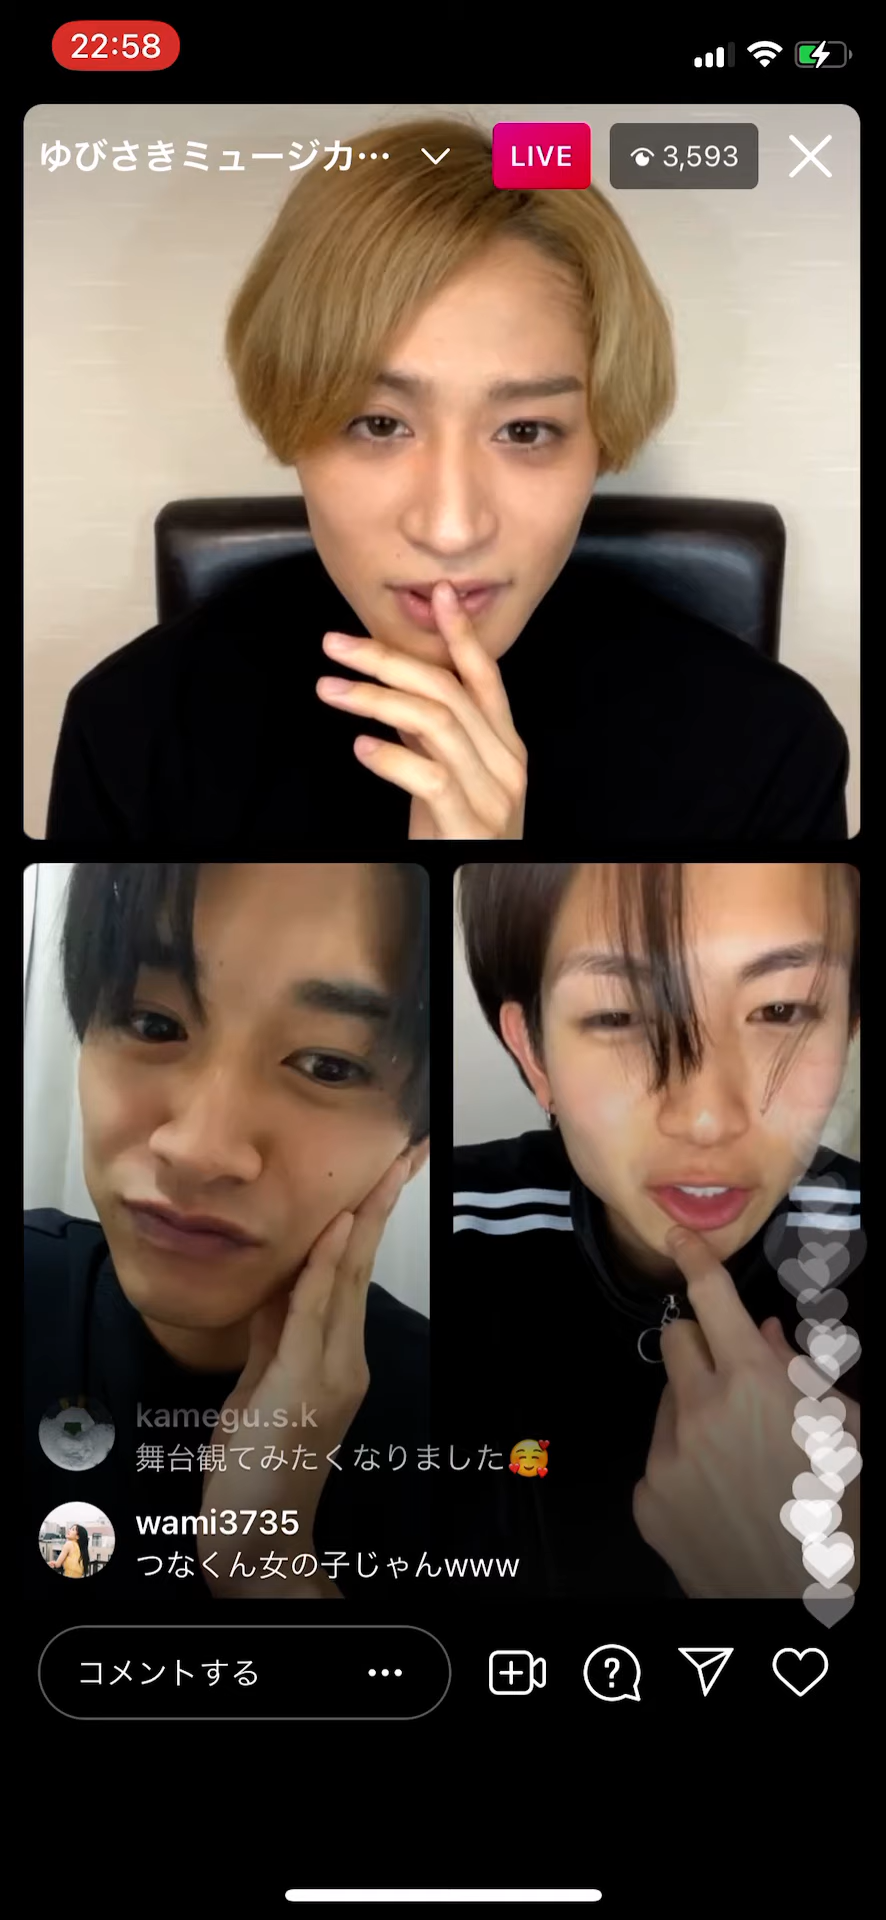 22:58
ゆびさきミュージカ…
LIVE
3,593
kamegu.s.k
舞台観てみたくなりました🥰
wami3735
つなくん女の子じゃんwww
コメントする